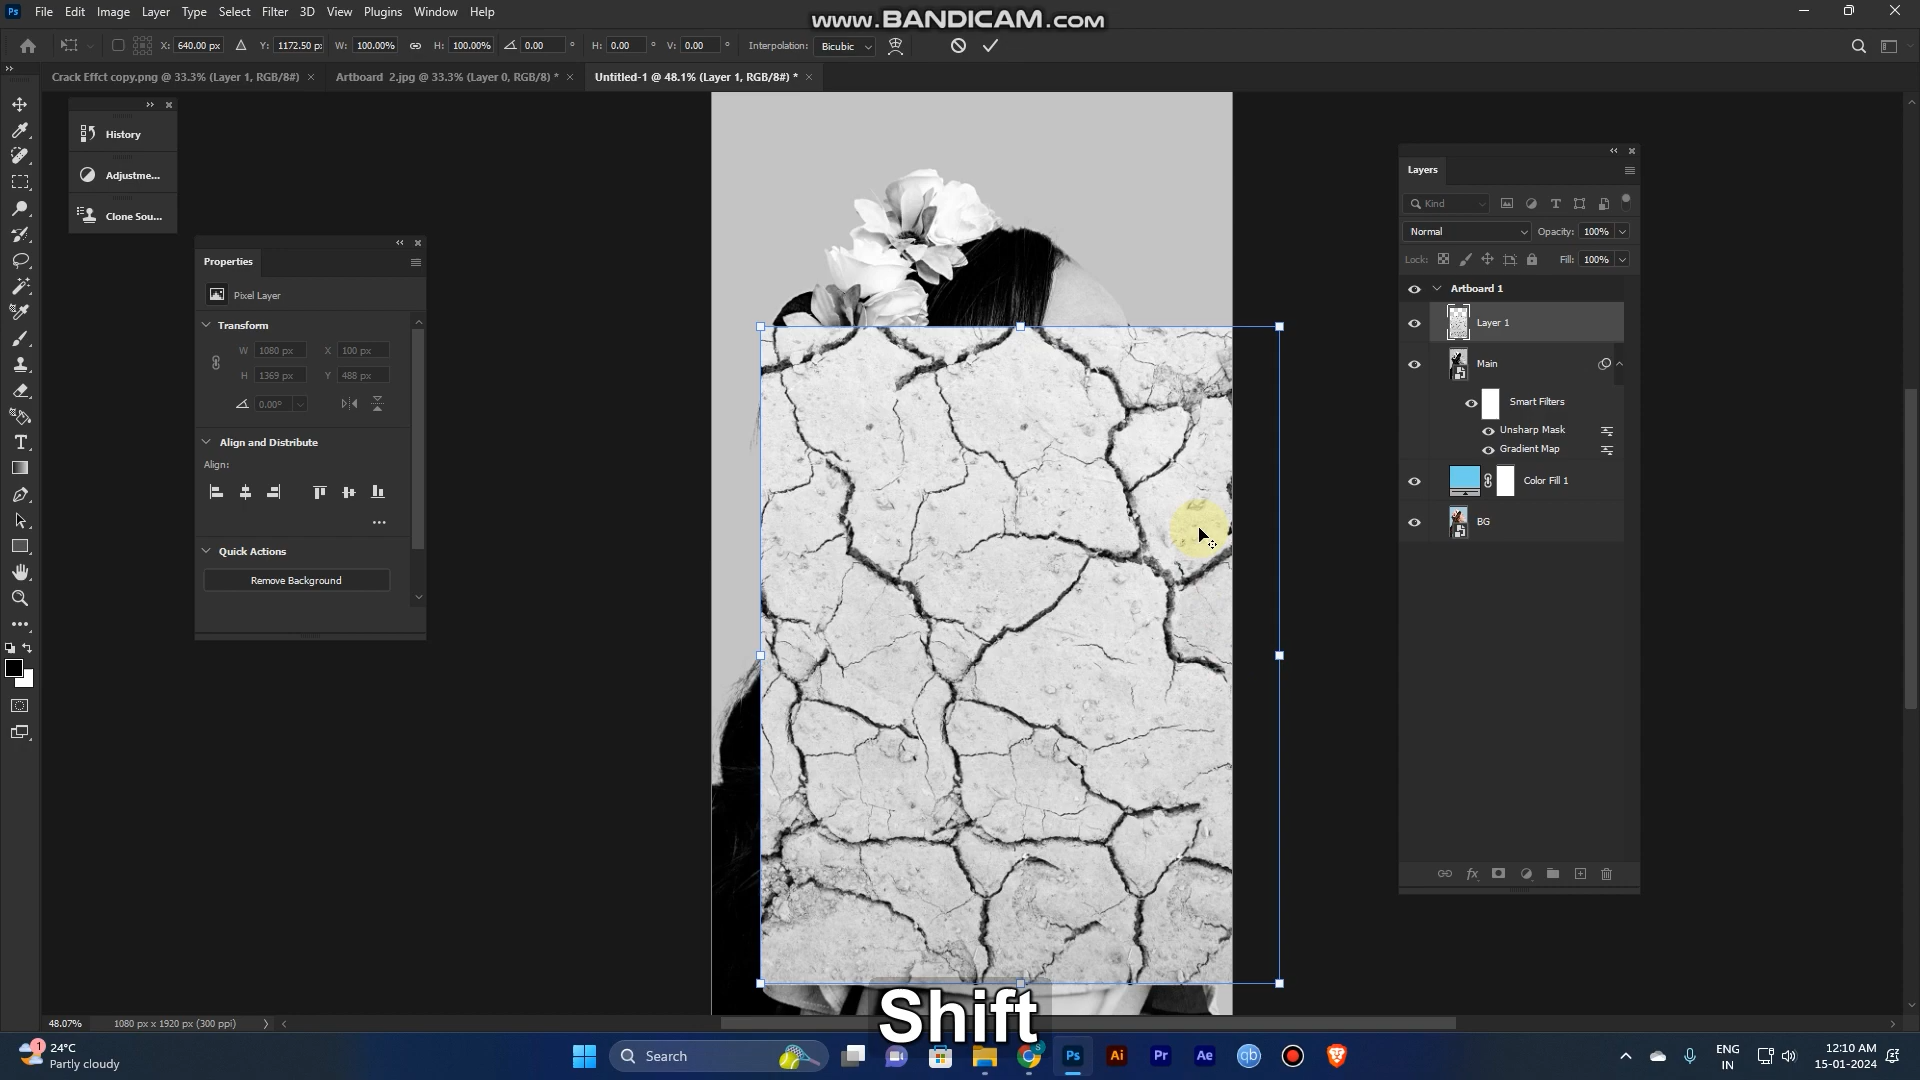 www.BANDICAM.com
Ps File Edit Image Layer Type Select Filter 3D View Plugins Window Help
X: 640.00 px Y: 1172.50 px W: 100.00% H: 100.00% 0.00 ° H: 0.00 ° V: 0.00 ° Interpolation: Bicubic
Crack Effct copy.png @ 33.3% (Layer 1, RGB/8#) × Artboard 2.jpg @ 33.3% (Layer 0, RGB/8) * × Untitled-1 @ 48.1% (Layer 1, RGB/8#) * ×
History
Adjustme...
Clone Sou...
Properties
Pixel Layer
Transform
W 1080 px X 100 px
H 1369 px Y 488 px
0.00°
Align and Distribute
Align:
Quick Actions
Remove Background
Layers
Kind
Normal Opacity: 100%
Lock: Fill: 100%
Artboard 1
Layer 1
Main
Smart Filters
Unsharp Mask
Gradient Map
Color Fill 1
BG
Shift
48.07% 1080 px x 1920 px (300 ppi)
1
24°C
Partly cloudy
Search
S
Ps Ai Pr Ae qb
ENG
IN
12:10 AM
15-01-2024